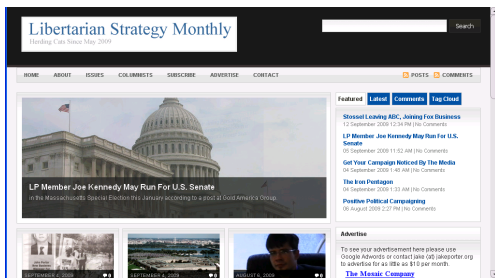 Libertarian Strategy Monthly
Herding Cats Since May 2009
Search
HOME ABOUT ISSUES COLUMNISTS SUBSCRIBE ADVERTISE CONTACT
POSTS COMMENTS
LP Member Joe Kennedy May Run For U.S. Senate
in the Massachusetts Special Election this January according to a post at Gord America Group.
Featured Latest Comments Tag Cloud
Stossel Leaving ABC, Joining Fox Business
12 September 2009 12:34 PM | No Comments
LP Member Joe Kennedy May Run For U.S.
Senate
05 September 2009 11:52 AM | No Comments
Get Your Campaign Noticed By The Media
04 September 2009 1:46 AM | No Comments
The Iron Pentagon
04 September 2009 1:33 AM | No Comments
Positive Political Campaigning
06 August 2009 2:27 PM | No Comments
SEPTEMBER 4, 2009 0
SEPTEMBER 4, 2009 0
AUGUST 6, 2009 0
Advertise
To see your advertisement here please use
Google Adwords or contact jake (at) jakeporter.org
to advertise for as little as $10 per month.
The Mosaic Company